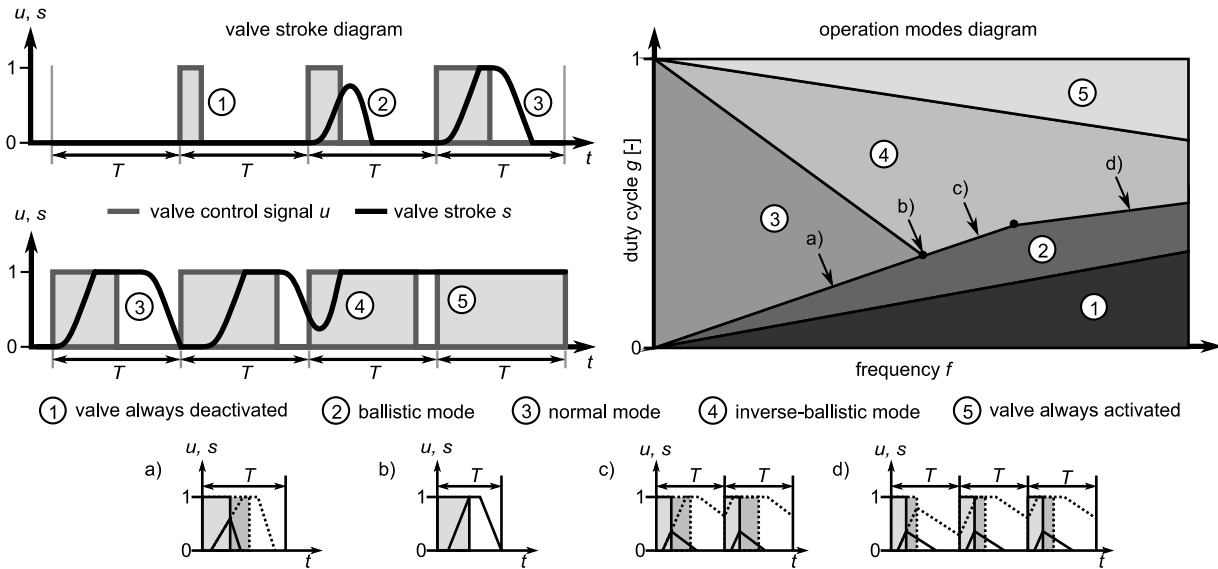 u, s
valve stroke diagram
1
1
2
3
0
t
T T T T
u, s
valve control signal u
valve stroke s
1
3
4
5
0
t
T T T T
operation modes diagram
1
5
4
d)
c)
b)
3
a)
2
1
0
duty cycle g [-]
frequency f
1 valve always deactivated
2 ballistic mode
3 normal mode
4 inverse-ballistic mode
5 valve always activated
a)
u, s
T
1
0
t
b)
u, s
T
1
0
t
c)
u, s
T T
1
0
t
d)
u, s
T T T
1
0
t